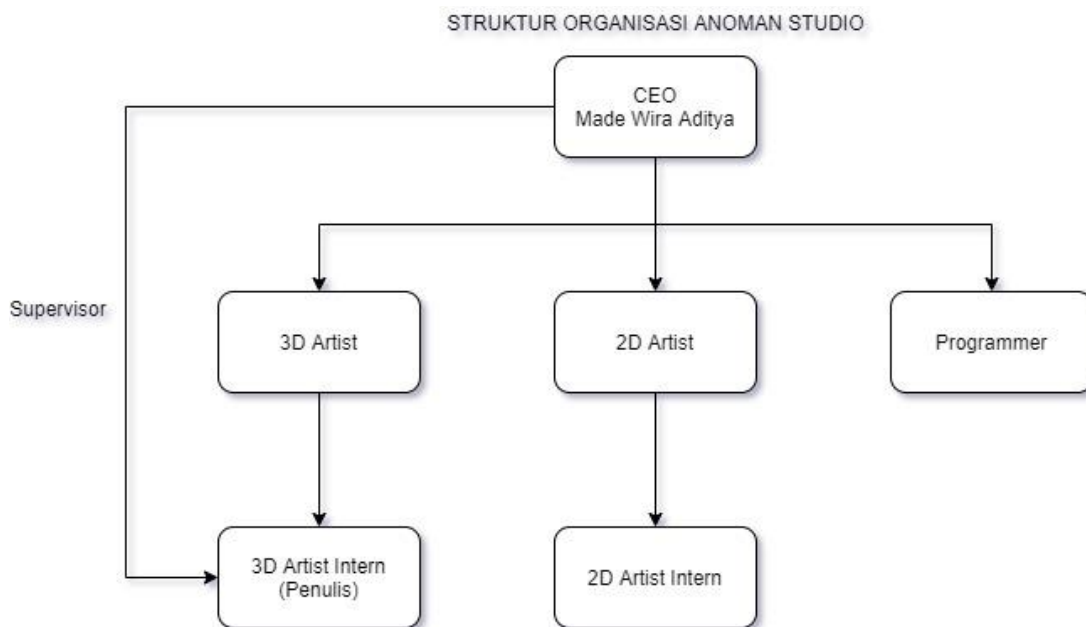 STRUKTUR ORGANISASI ANOMAN STUDIO
CEO
Made Wira Aditya
Supervisor
3D Artist
2D Artist
Programmer
3D Artist Intern
(Penulis)
2D Artist Intern